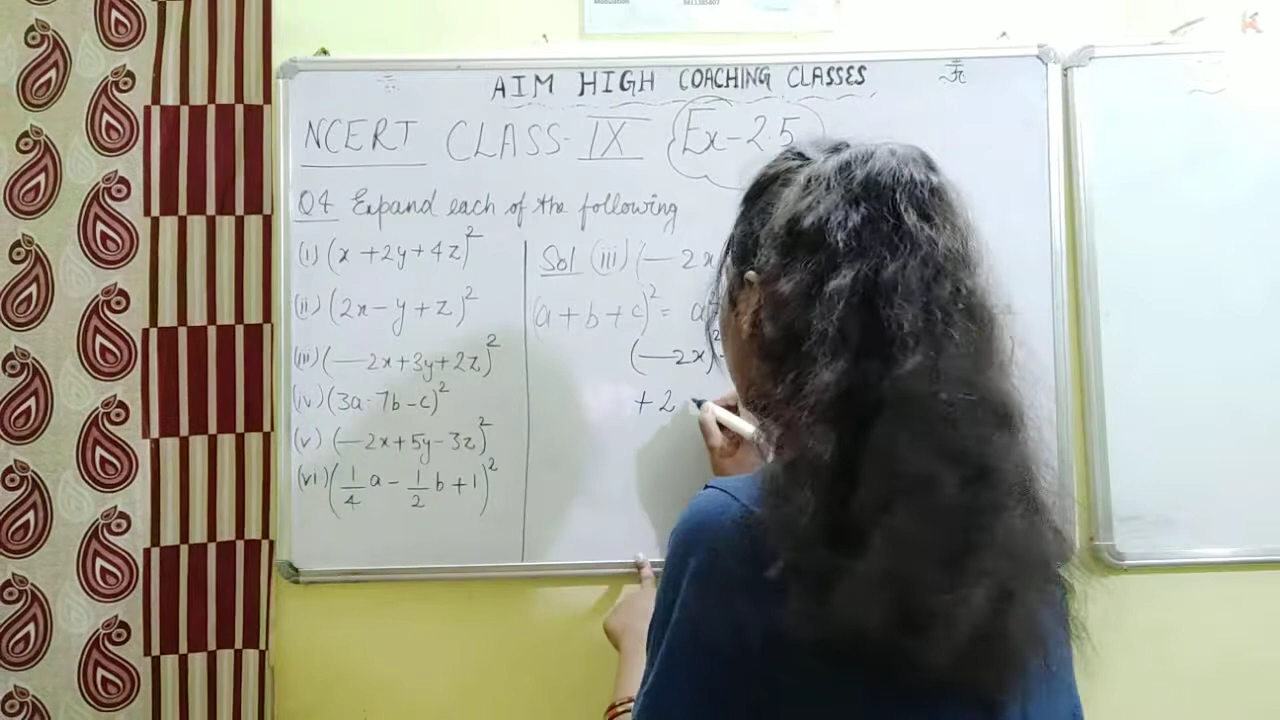 AIM HIGH COACHING CLASSES
NCERT CLASS-IX Ex-2.5
Q4 Expand each of the following
(i) (x+2y+4z)²
(ii) (2x-y+z)²
(iii) (-2x+3y+2z)²
(iv) (3a-7b-c)²
(v) (-2x+5y-3z)²
(vi) (1/4 a - 1/2 b + 1)²
Sol (iii) (-2x
(a+b+c)² = a²
(-2x)²
+2
K